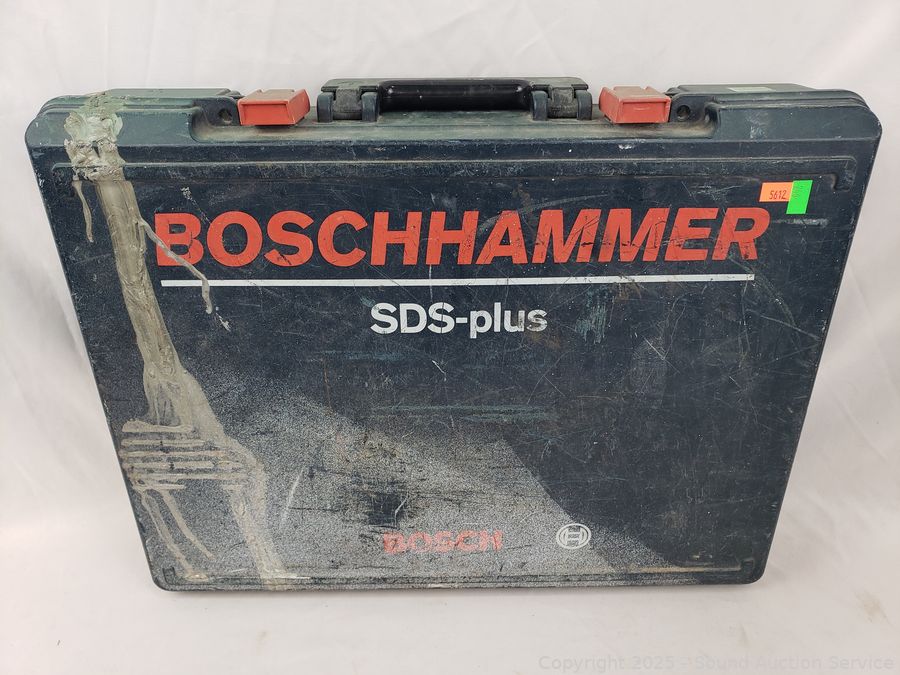 5612
BOSCHHAMMER
SDS-plus
BOSCH
Copyright 2025 - Sound Auction Service